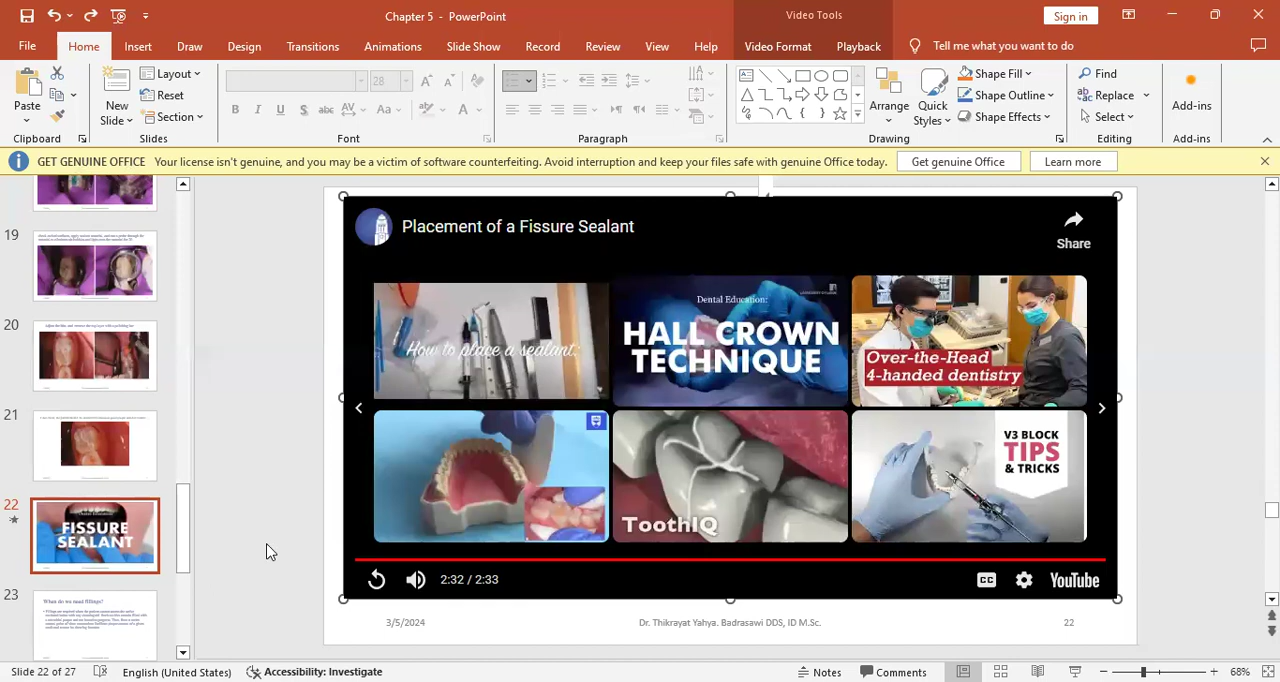 Chapter 5 - PowerPoint
Video Tools
Sign in
File
Home
Insert
Draw
Design
Transitions
Animations
Slide Show
Record
Review
View
Help
Video Format
Playback
Tell me what you want to do
Paste
New
Slide
Layout
Reset
Section
28
B
I
U
S
abc
AV
Aa
A
Arrange
Quick
Styles
Shape Fill
Shape Outline
Shape Effects
Find
Replace
Select
Add-ins
Clipboard
Slides
Font
Paragraph
Drawing
Editing
Add-ins
GET GENUINE OFFICE Your license isn't genuine, and you may be a victim of software counterfeiting. Avoid interruption and keep your files safe with genuine Office today.
Get genuine Office
Learn more
19
20
21
22
FISSURE
SEALANT
23
When do we need fillings?
Placement of a Fissure Sealant
Share
How to place a sealant:
Dental Education:
HALL CROWN
TECHNIQUE
Over-the-Head
4-handed dentistry
ToothIQ
V3 BLOCK
TIPS
& TRICKS
2:32 / 2:33
CC
YouTube
3/5/2024
Dr. Thikrayat Yahya. Badrasawi DDS, ID M.Sc.
22
Slide 22 of 27
English (United States)
Accessibility: Investigate
Notes
Comments
68%